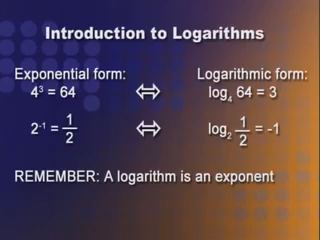 Introduction to Logarithms
Exponential form: Logarithmic form:
4³ = 64 ⇔ log₄ 64 = 3
2⁻¹ = 1/2 ⇔ log₂ 1/2 = -1
REMEMBER: A logarithm is an exponent